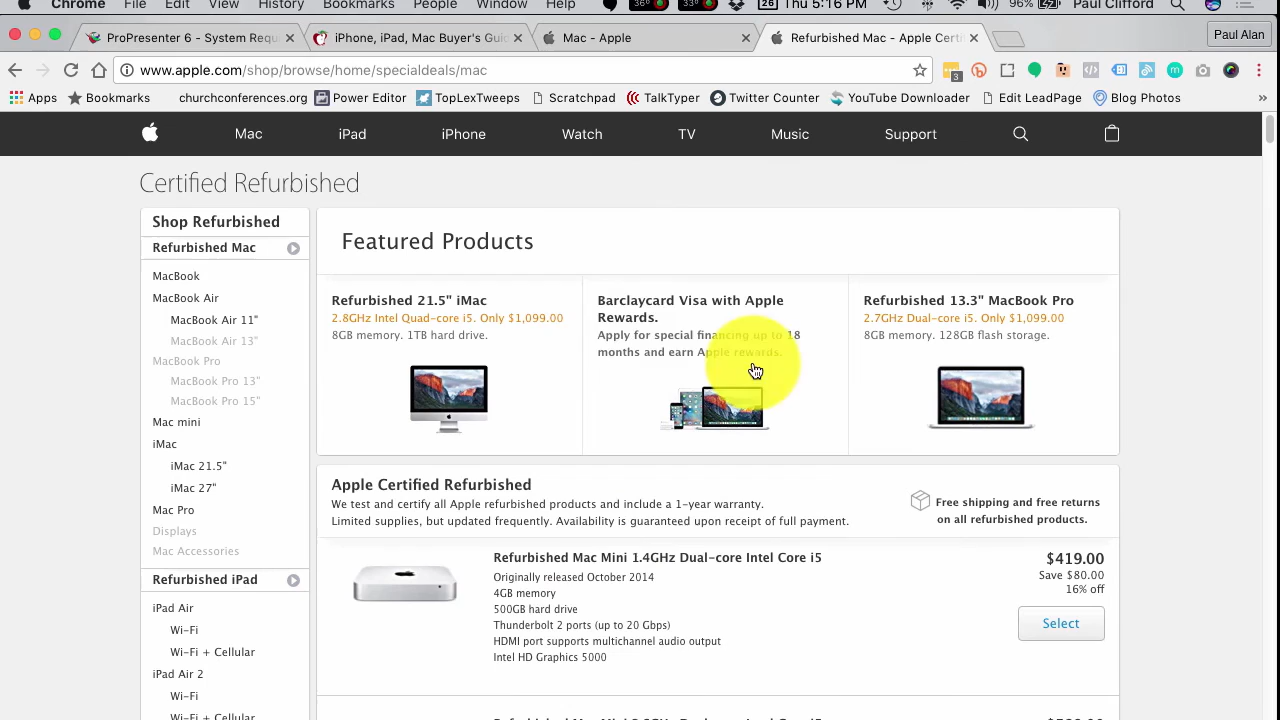 Chrome File Edit View History Bookmarks People Window Help 36° 33° 26 Thu 5:16 PM 96% Paul Clifford
ProPresenter 6 - System Requ
iPhone, iPad, Mac Buyer's Gui
Mac - Apple
Refurbished Mac - Apple Certi
Paul Alan
www.apple.com/shop/browse/home/specialdeals/mac
3
Apps Bookmarks churchconferences.org Power Editor TopLexTweeps Scratchpad TalkTyper Twitter Counter YouTube Downloader Edit LeadPage Blog Photos »
Mac iPad iPhone Watch TV Music Support
Certified Refurbished
Shop Refurbished
Refurbished Mac
MacBook
MacBook Air
MacBook Air 11"
MacBook Air 13"
MacBook Pro
MacBook Pro 13"
MacBook Pro 15"
Mac mini
iMac
iMac 21.5"
iMac 27"
Mac Pro
Displays
Mac Accessories
Refurbished iPad
iPad Air
Wi-Fi
Wi-Fi + Cellular
iPad Air 2
Wi-Fi
Wi-Fi + Cellular
Featured Products
Refurbished 21.5" iMac
2.8GHz Intel Quad-core i5. Only $1,099.00
8GB memory. 1TB hard drive.
Barclaycard Visa with Apple
Rewards.
Apply for special financing up to 18
months and earn Apple rewards.
Refurbished 13.3" MacBook Pro
2.7GHz Dual-core i5. Only $1,099.00
8GB memory. 128GB flash storage.
Apple Certified Refurbished
We test and certify all Apple refurbished products and include a 1-year warranty.
Limited supplies, but updated frequently. Availability is guaranteed upon receipt of full payment.
Free shipping and free returns
on all refurbished products.
Refurbished Mac Mini 1.4GHz Dual-core Intel Core i5
Originally released October 2014
4GB memory
500GB hard drive
Thunderbolt 2 ports (up to 20 Gbps)
HDMI port supports multichannel audio output
Intel HD Graphics 5000
$419.00
Save $80.00
16% off
Select